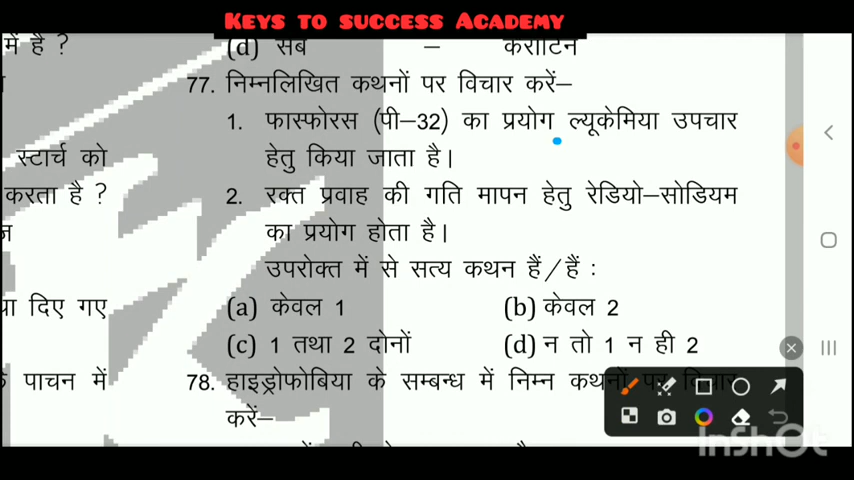 KEYS TO SUCCESS ACADEMY
में है ?
(d) सेब – केरोटिन
77. निम्नलिखित कथनों पर विचार करें–
1. फास्फोरस (पी–32) का प्रयोग ल्यूकेमिया उपचार
स्टार्च को
हेतु किया जाता है।
करता है ?
2. रक्त प्रवाह की गति मापन हेतु रेडियो–सोडियम
का प्रयोग होता है।
उपरोक्त में से सत्य कथन हैं/हैं :
दिए गए
(a) केवल 1 (b) केवल 2
(c) 1 तथा 2 दोनों (d) न तो 1 न ही 2
पाचन में
78. हाइड्रोफोबिया के सम्बन्ध में निम्न कथनों पर विचार
करें–
InShOt